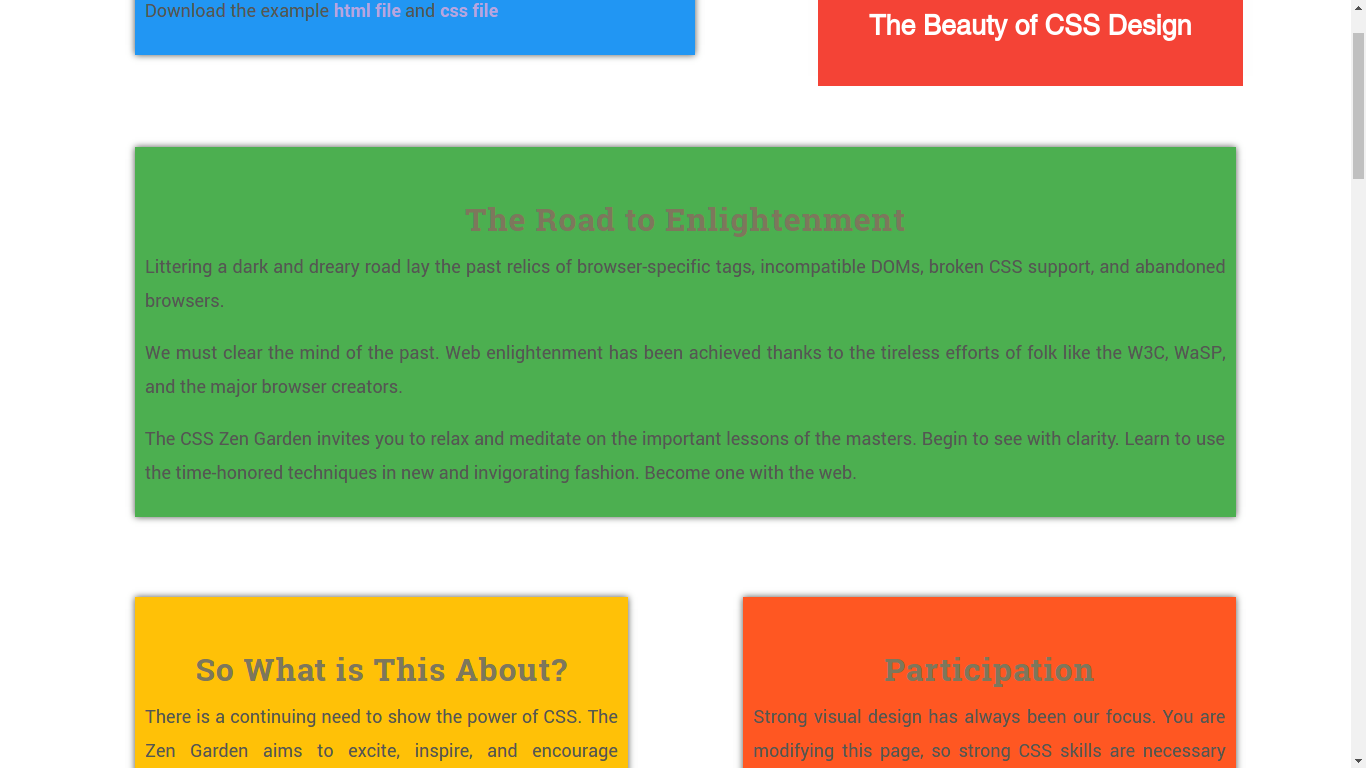 Download the example html file and css file
The Beauty of CSS Design
The Road to Enlightenment
Littering a dark and dreary road lay the past relics of browser-specific tags, incompatible DOMs, broken CSS support, and abandoned
browsers.
We must clear the mind of the past. Web enlightenment has been achieved thanks to the tireless efforts of folk like the W3C, WaSP,
and the major browser creators.
The CSS Zen Garden invites you to relax and meditate on the important lessons of the masters. Begin to see with clarity. Learn to use
the time-honored techniques in new and invigorating fashion. Become one with the web.
So What is This About?
There is a continuing need to show the power of CSS. The
Zen Garden aims to excite, inspire, and encourage
Participation
Strong visual design has always been our focus. You are
modifying this page, so strong CSS skills are necessary